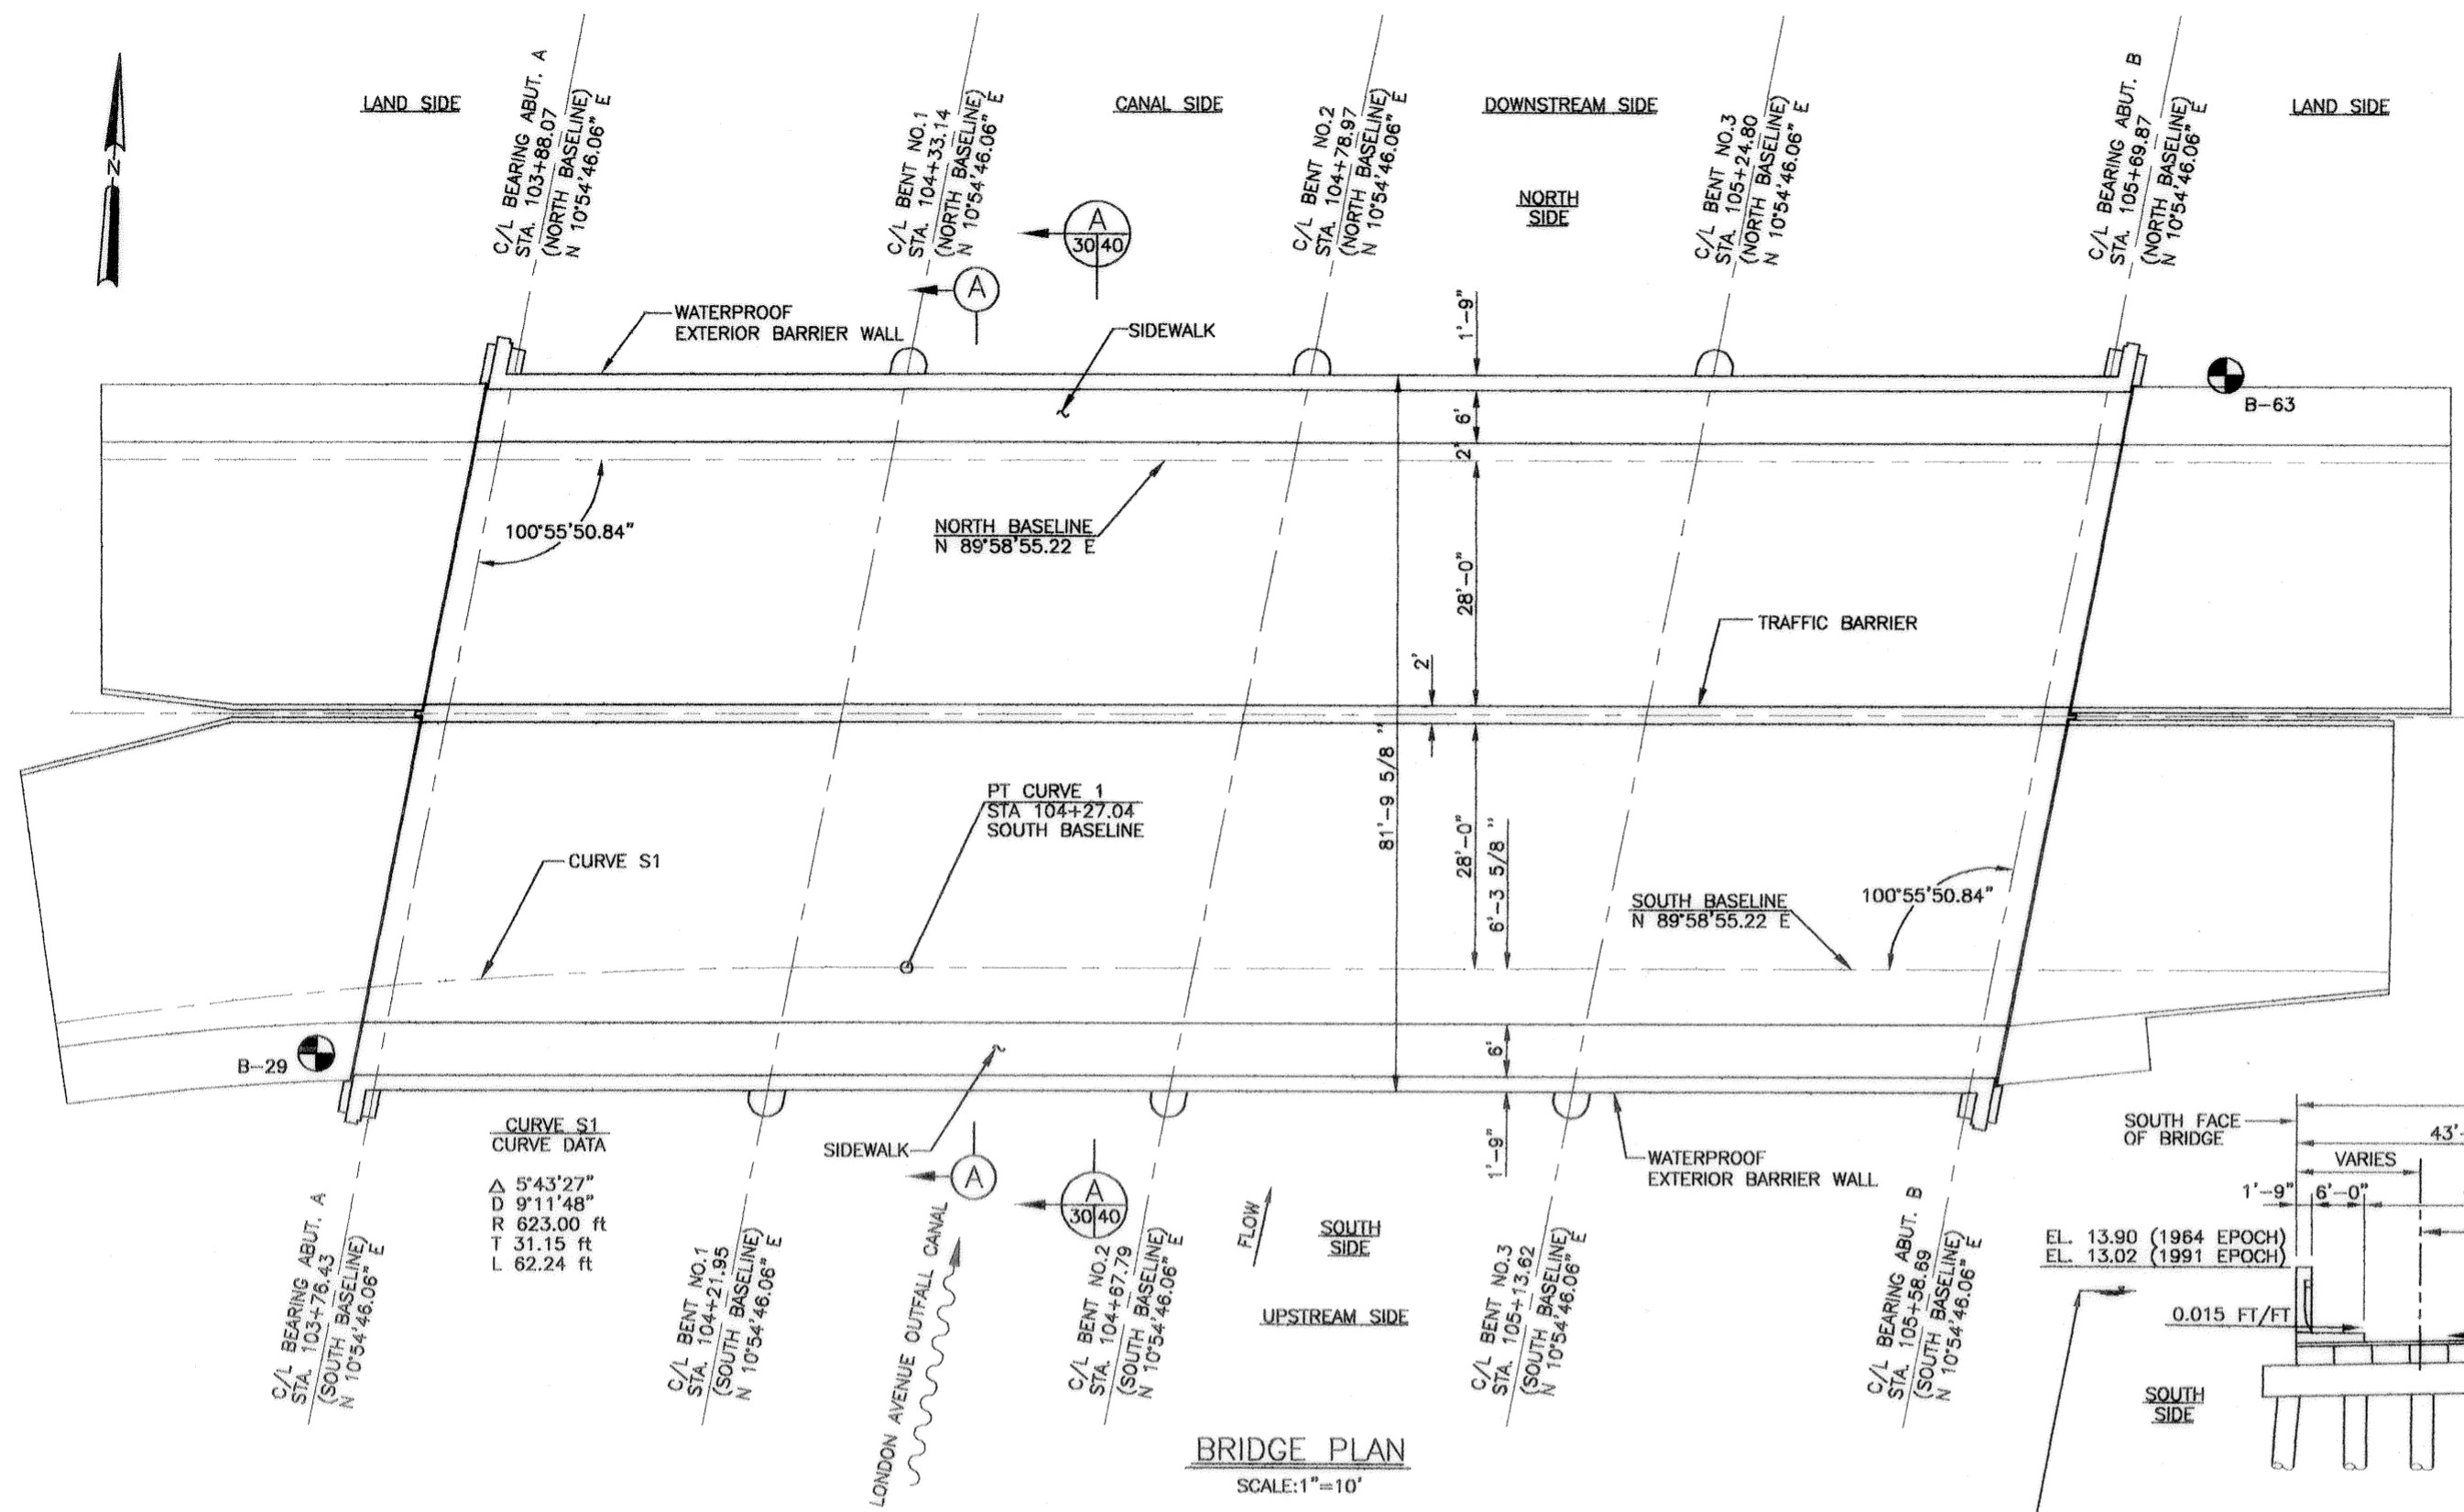 LAND SIDE
CANAL SIDE
DOWNSTREAM SIDE
LAND SIDE
N
C/L BEARING ABUT. A
STA. 103+88.07
(NORTH BASELINE)
N 10°54'46.06" E
C/L BENT NO.1
STA. 104+33.14
(NORTH BASELINE)
N 10°54'46.06" E
C/L BENT NO.2
STA. 104+78.97
(NORTH BASELINE)
N 10°54'46.06" E
C/L BENT NO.3
STA. 105+24.80
(NORTH BASELINE)
N 10°54'46.06" E
C/L BEARING ABUT. B
STA. 105+69.87
(NORTH BASELINE)
N 10°54'46.06" E
NORTH
SIDE
A
30|40
A
WATERPROOF
EXTERIOR BARRIER WALL
SIDEWALK
1'-9"
6'
2'
B-63
100°55'50.84"
NORTH BASELINE
N 89°58'55.22 E
28'-0"
TRAFFIC BARRIER
2'
81'-9 5/8 "
PT CURVE 1
STA 104+27.04
SOUTH BASELINE
CURVE S1
28'-0"
6'-3 5/8 "
SOUTH BASELINE
N 89°58'55.22 E
100°55'50.84"
B-29
6'
1'-9"
CURVE S1
CURVE DATA
Δ 5°43'27"
D 9°11'48"
R 623.00 ft
T 31.15 ft
L 62.24 ft
SIDEWALK
A
A
30|40
WATERPROOF
EXTERIOR BARRIER WALL
FLOW
SOUTH
SIDE
UPSTREAM SIDE
LONDON AVENUE OUTFALL CANAL
C/L BEARING ABUT. A
STA. 103+76.43
(SOUTH BASELINE)
N 10°54'46.06" E
C/L BENT NO.1
STA. 104+21.95
(SOUTH BASELINE)
N 10°54'46.06" E
C/L BENT NO.2
STA. 104+67.79
(SOUTH BASELINE)
N 10°54'46.06" E
C/L BENT NO.3
STA. 105+13.62
(SOUTH BASELINE)
N 10°54'46.06" E
C/L BEARING ABUT. B
STA. 105+58.69
(SOUTH BASELINE)
N 10°54'46.06" E
BRIDGE PLAN
SCALE:1"=10'
SOUTH FACE
OF BRIDGE
43'-
VARIES
1'-9"
6'-0"
EL. 13.90 (1964 EPOCH)
EL. 13.02 (1991 EPOCH)
0.015 FT/FT
SOUTH
SIDE